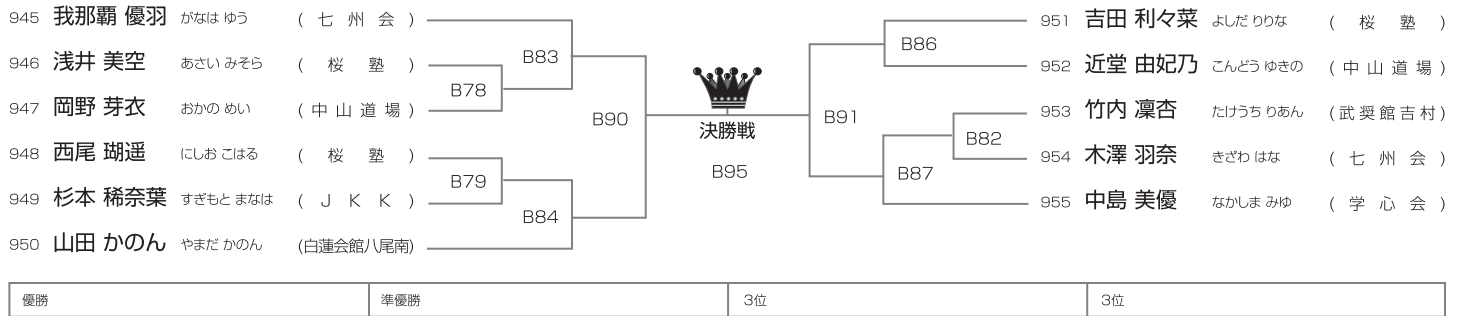 945 我那覇 優羽 がなは ゆう (七州会)
946 浅井 美空 あさい みそら (桜塾)
947 岡野 芽衣 おかの めい (中山道場)
948 西尾 瑚遥 にしお こはる (桜塾)
949 杉本 稀奈葉 すぎもと まなは (JKK)
950 山田 かのん やまだ かのん (白蓮会館八尾南)
B83
B78
B79
B84
B90
決勝戦
B95
B91
B86
B82
B87
951 吉田 利々菜 よしだ りりな (桜塾)
952 近堂 由妃乃 こんどう ゆきの (中山道場)
953 竹内 凜杏 たけうち りあん (武奨館吉村)
954 木澤 羽奈 きざわ はな (七州会)
955 中島 美優 なかしま みゆ (学心会)
優勝 準優勝 3位 3位